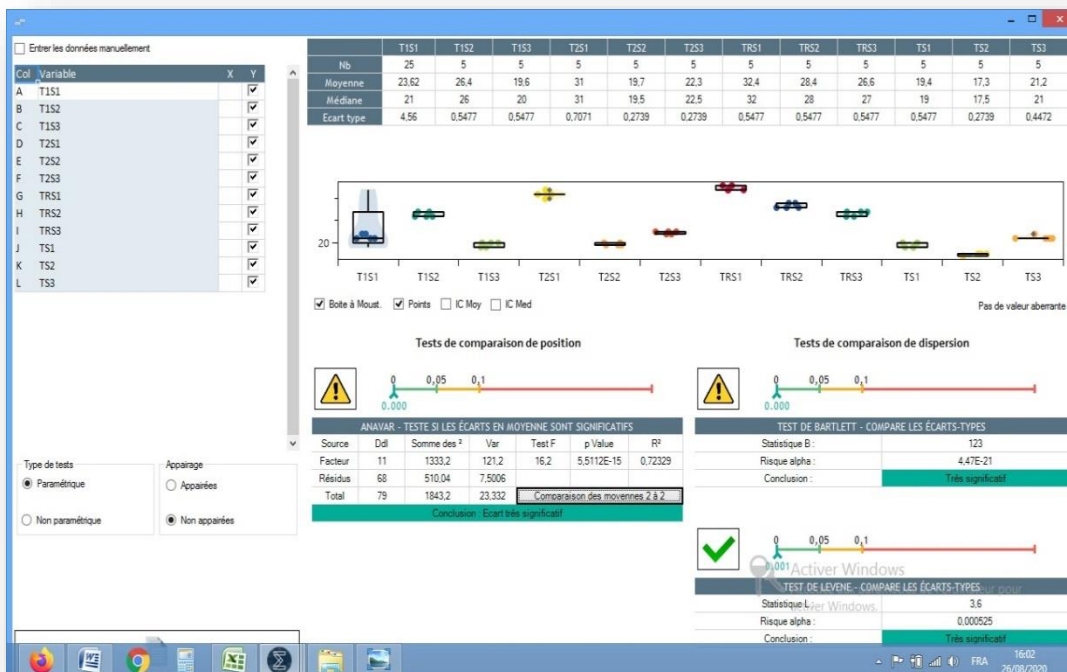 Entrer les données manuellement
Col Variable X Y
A T1S1
B T1S2
C T1S3
D T2S1
E T2S2
F T2S3
G TRS1
H TRS2
I TRS3
J TS1
K TS2
L TS3
Type de tests
Paramétrique
Non paramétrique
Appairage
Appairées
Non appairées
T1S1 T1S2 T1S3 T2S1 T2S2 T2S3 TRS1 TRS2 TRS3 TS1 TS2 TS3
Nb 25 5 5 5 5 5 5 5 5 5 5 5
Moyenne 23,62 26,4 19,6 31 19,7 22,3 32,4 28,4 26,6 19,4 17,3 21,2
Médiane 21 26 20 31 19,5 22,5 32 28 27 19 17,5 21
Ecart type 4,56 0,5477 0,5477 0,7071 0,2739 0,2739 0,5477 0,5477 0,5477 0,5477 0,2739 0,4472
20
T1S1 T1S2 T1S3 T2S1 T2S2 T2S3 TRS1 TRS2 TRS3 TS1 TS2 TS3
Boite à Moust. Points IC Moy IC Med
Pas de valeur aberrante
Tests de comparaison de position
0 0,05 0,1
0.000
ANAVAR - TESTE SI LES ÉCARTS EN MOYENNE SONT SIGNIFICATIFS
Source Ddl Somme des ² Var Test F p Value R²
Facteur 11 1333,2 121,2 16,2 5,5112E-15 0,72329
Résidus 68 510,04 7,5006
Total 79 1843,2 23,332 Comparaison des moyennes 2 à 2
Conclusion : Ecart très significatif
Tests de comparaison de dispersion
0 0,05 0,1
0.000
TEST DE BARTLETT - COMPARE LES ÉCARTS-TYPES
Statistique B : 123
Risque alpha : 4,47E-21
Conclusion : Très significatif
0 0,05 0,1
0.001
Activer Windows
TEST DE LEVENE - COMPARE LES ÉCARTS-TYPES
pour
Statistique L : 3,6
activer Windows.
Risque alpha : 0,000525
Conclusion : Très significatif
FRA
16:02
26/08/2020